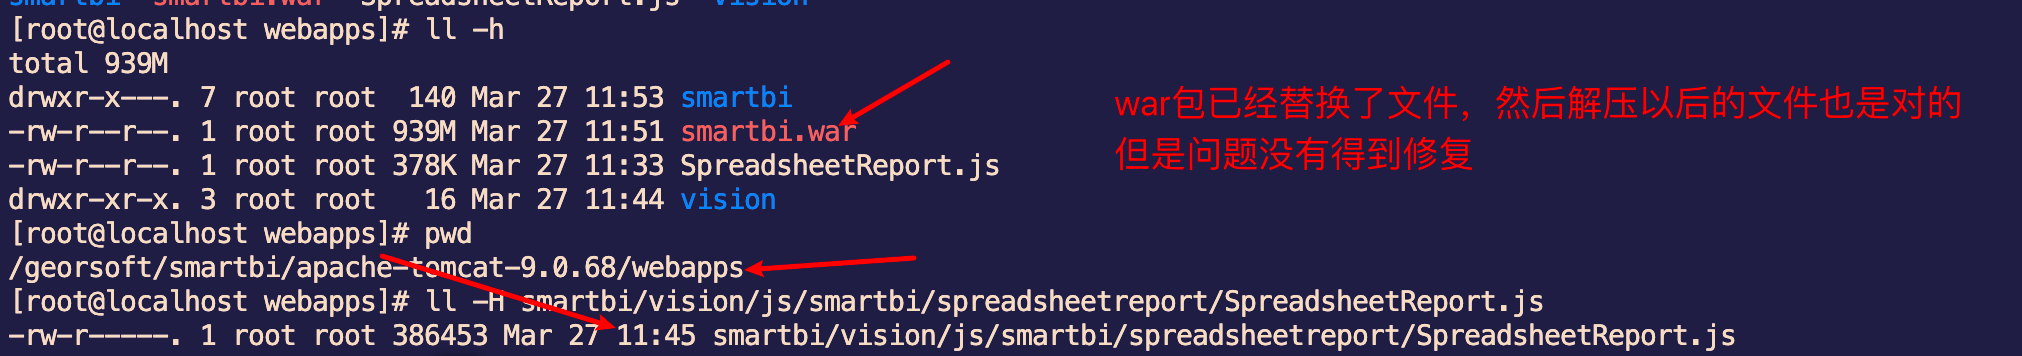 smartbi smartbi.war SpreadsheetReport.js vision
[root@localhost webapps]# ll -h
total 939M
drwxr-x---. 7 root root  140 Mar 27 11:53 smartbi
-rw-r--r--. 1 root root 939M Mar 27 11:51 smartbi.war
-rw-r--r--. 1 root root 378K Mar 27 11:33 SpreadsheetReport.js
drwxr-xr-x. 3 root root   16 Mar 27 11:44 vision
[root@localhost webapps]# pwd
/georsoft/smartbi/apache-tomcat-9.0.68/webapps
[root@localhost webapps]# ll -H smartbi/vision/js/smartbi/spreadsheetreport/SpreadsheetReport.js
-rw-r-----. 1 root root 386453 Mar 27 11:45 smartbi/vision/js/smartbi/spreadsheetreport/SpreadsheetReport.js
war包已经替换了文件，然后解压以后的文件也是对的
但是问题没有得到修复